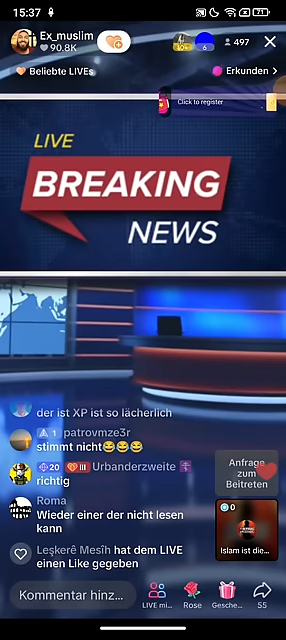 15:37
71
Ex_muslim
90.8K
497
Beliebte LIVEs
Erkunden >
Click to register
LIVE
BREAKING
NEWS
der ist XP ist so lächerlich
1 patrovmze3r
stimmt nicht😂😂😂
20 III Urbanderzweite
richtig
Roma
Wieder einer der nicht lesen
kann
Leşkerê Mesîh hat dem LIVE
einen Like gegeben
Anfrage
zum
Beitreten
0
Islam ist die...
Kommentar hinz...
LIVE mi...
Rose
Gesche...
55